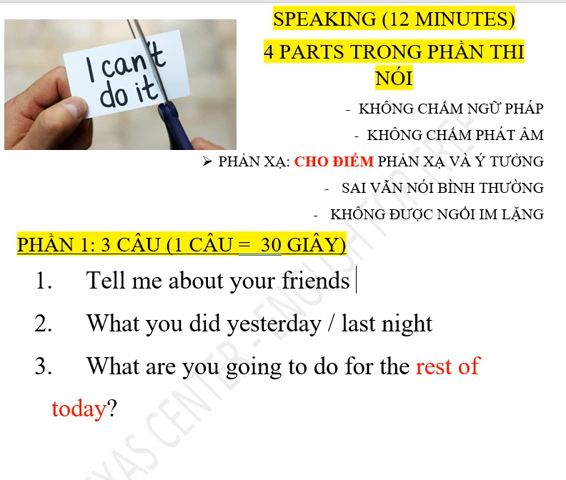 I can't
do it
SPEAKING (12 MINUTES)
4 PARTS TRONG PHẦN THI
NÓI
- KHÔNG CHẤM NGỮ PHÁP
- KHÔNG CHẤM PHÁT ÂM
➢ PHẢN XẠ: CHO ĐIỂM PHẢN XẠ VÀ Ý TƯỞNG
- SAI VẪN NÓI BÌNH THƯỜNG
- KHÔNG ĐƯỢC NGỒI IM LẶNG
PHẦN 1: 3 CÂU (1 CÂU = 30 GIÂY)
1. Tell me about your friends
2. What you did yesterday / last night
3. What are you going to do for the rest of
today?